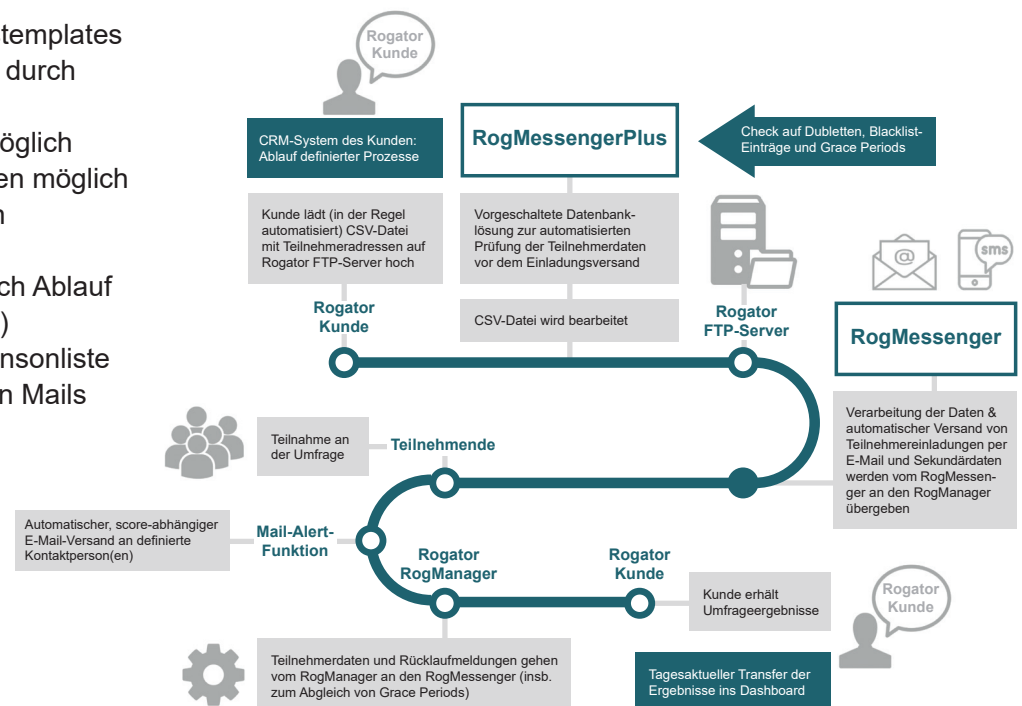 stemplates
durch
öglich
en möglich
n
ch Ablauf
)
nsonliste
n Mails
Rogator
Kunde
CRM-System des Kunden:
Ablauf definierter Prozesse
RogMessengerPlus
Check auf Dubletten, Blacklist-
Einträge und Grace Periods
Kunde lädt (in der Regel
automatisiert) CSV-Datei
mit Teilnehmeradressen auf
Rogator FTP-Server hoch
Vorgeschaltete Datenbank-
lösung zur automatisierten
Prüfung der Teilnehmerdaten
vor dem Einladungsversand
CSV-Datei wird bearbeitet
@
sms
Rogator
Kunde
Rogator
FTP-Server
RogMessenger
Verarbeitung der Daten &
automatischer Versand von
Teilnehmereinladungen per
E-Mail und Sekundärdaten
werden vom RogMessen-
ger an den RogManager
übergeben
Teilnahme an
der Umfrage
Teilnehmende
Automatischer, score-abhängiger
E-Mail-Versand an definierte
Kontaktperson(en)
Mail-Alert-
Funktion
Rogator
RogManager
Rogator
Kunde
Kunde erhält
Umfrageergebnisse
Rogator
Kunde
Teilnehmerdaten und Rücklaufmeldungen gehen
vom RogManager an den RogMessenger (insb.
zum Abgleich von Grace Periods)
Tagesaktueller Transfer der
Ergebnisse ins Dashboard